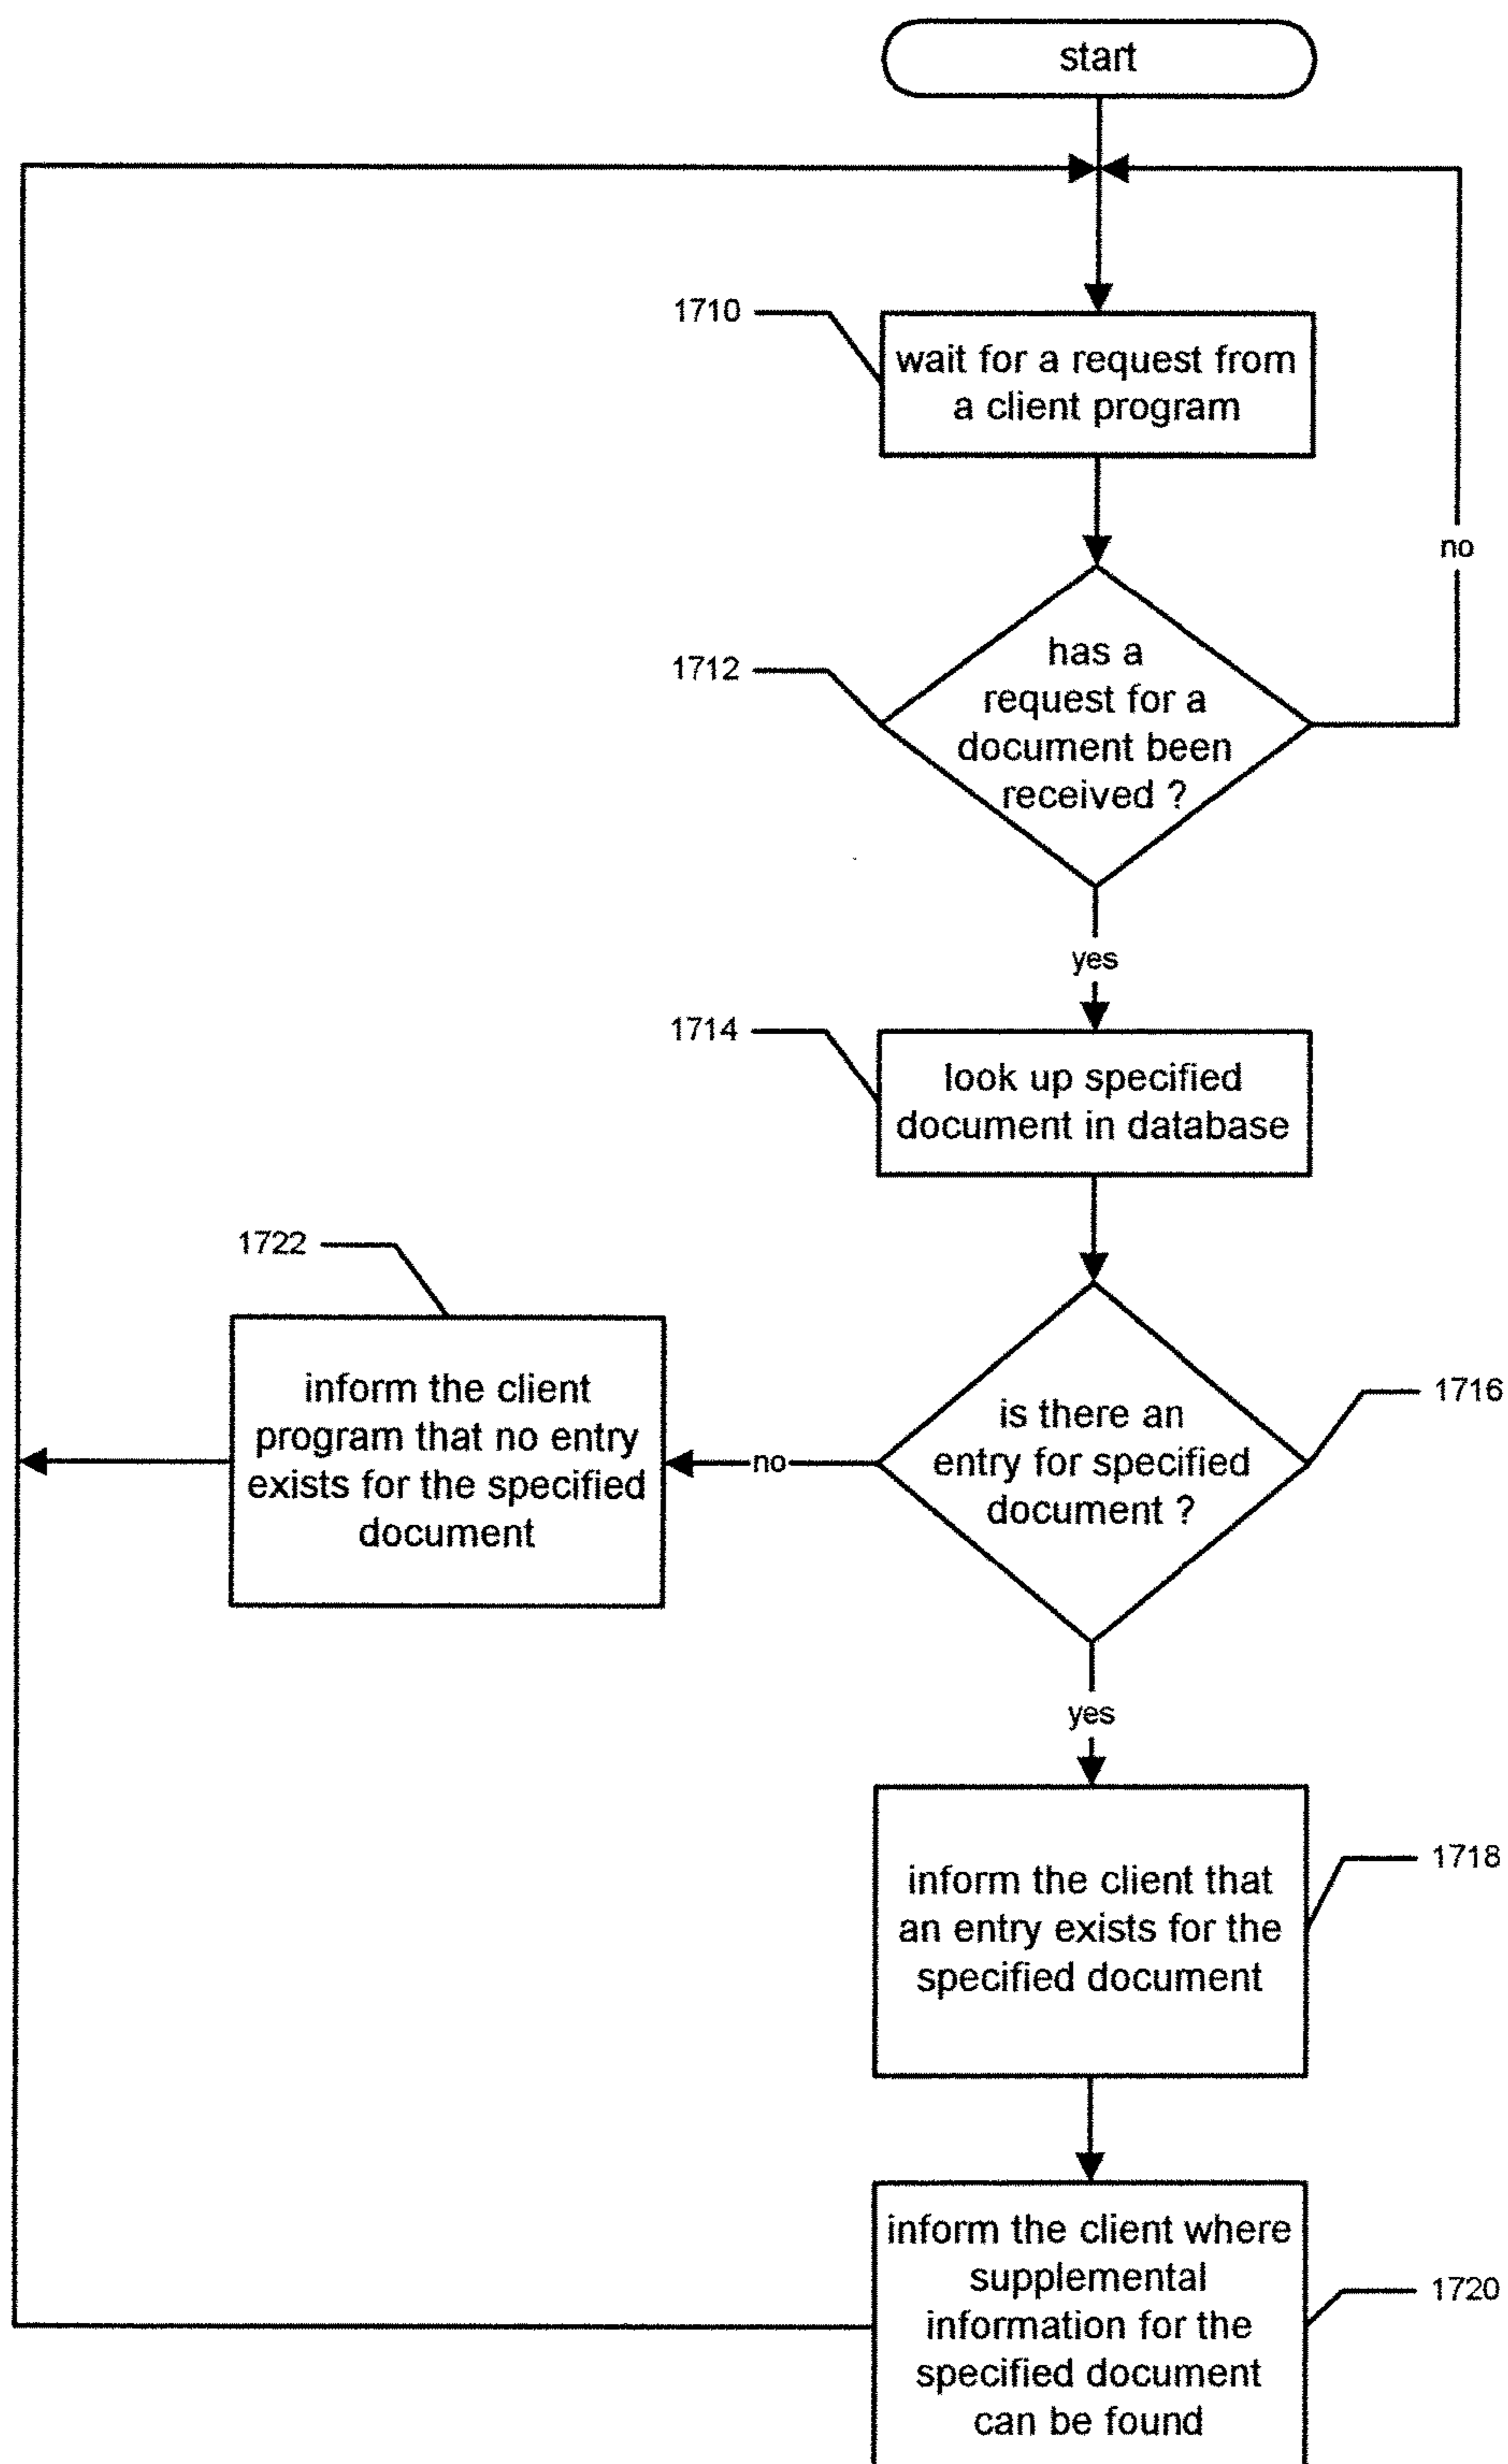 start
1710
wait for a request from
a client program
no
1712
has a
request for a
document been
received ?
yes
1714
look up specified
document in database
1722
inform the client
program that no entry
exists for the specified
document
no
is there an
entry for specified
document ?
1716
yes
inform the client that
an entry exists for the
specified document
1718
inform the client where
supplemental
information for the
specified document
can be found
1720